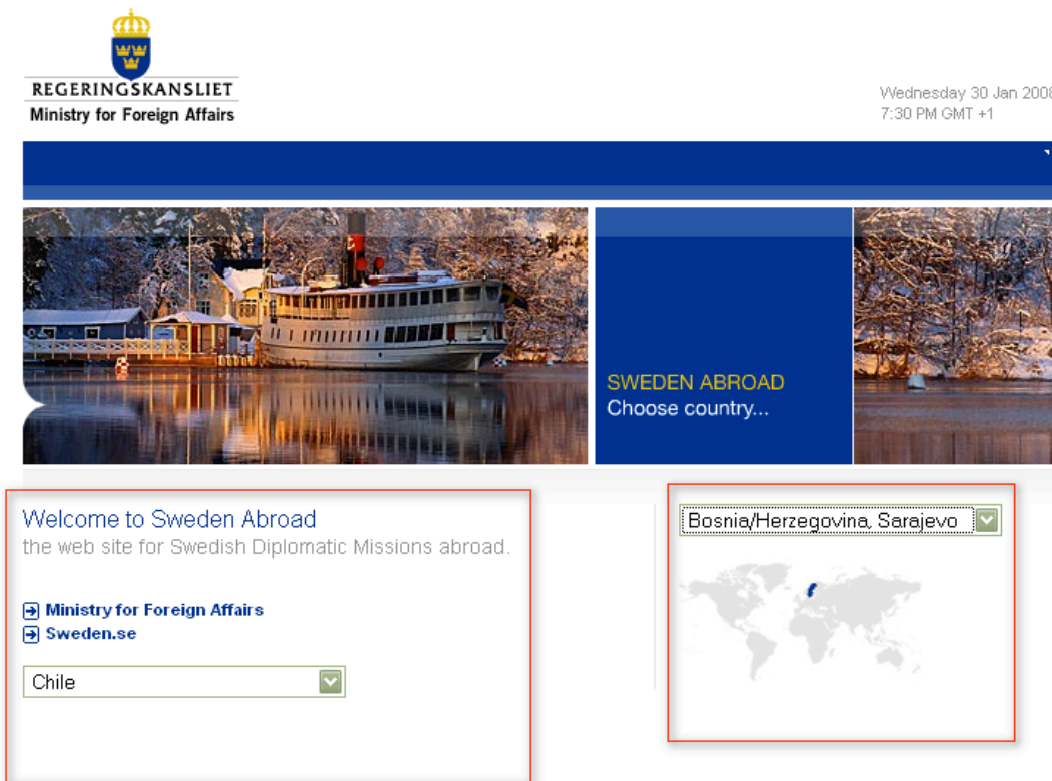 REGERINGSKANSLIET
Ministry for Foreign Affairs
Wednesday 30 Jan 2008
7:30 PM GMT +1
SWEDEN ABROAD
Choose country...
Welcome to Sweden Abroad
the web site for Swedish Diplomatic Missions abroad.
Ministry for Foreign Affairs
Sweden.se
Chile
Bosnia/Herzegovina, Sarajevo